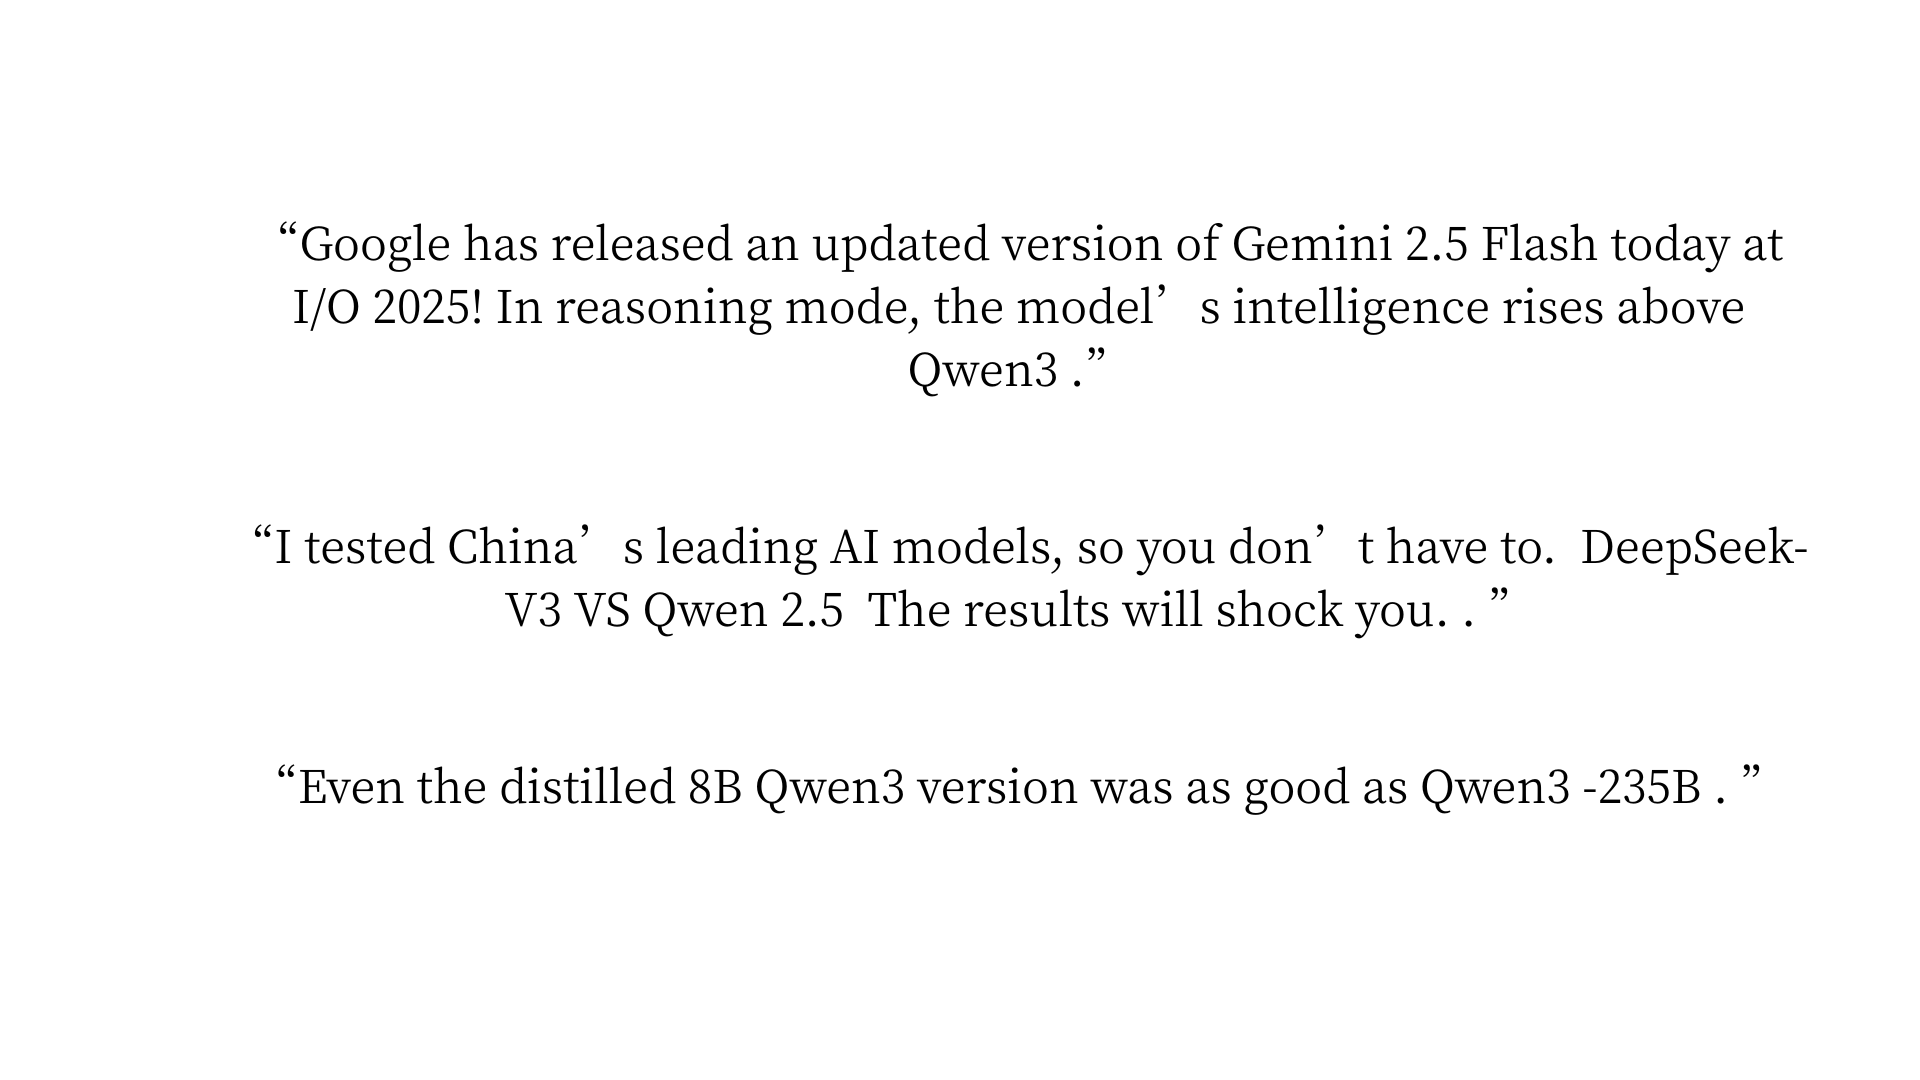 “Google has released an updated version of Gemini 2.5 Flash today at
I/O 2025! In reasoning mode, the model’s intelligence rises above
Qwen3 .”
“I tested China’s leading AI models, so you don’t have to.  DeepSeek-
V3 VS Qwen 2.5  The results will shock you. . ”
“Even the distilled 8B Qwen3 version was as good as Qwen3 -235B . ”